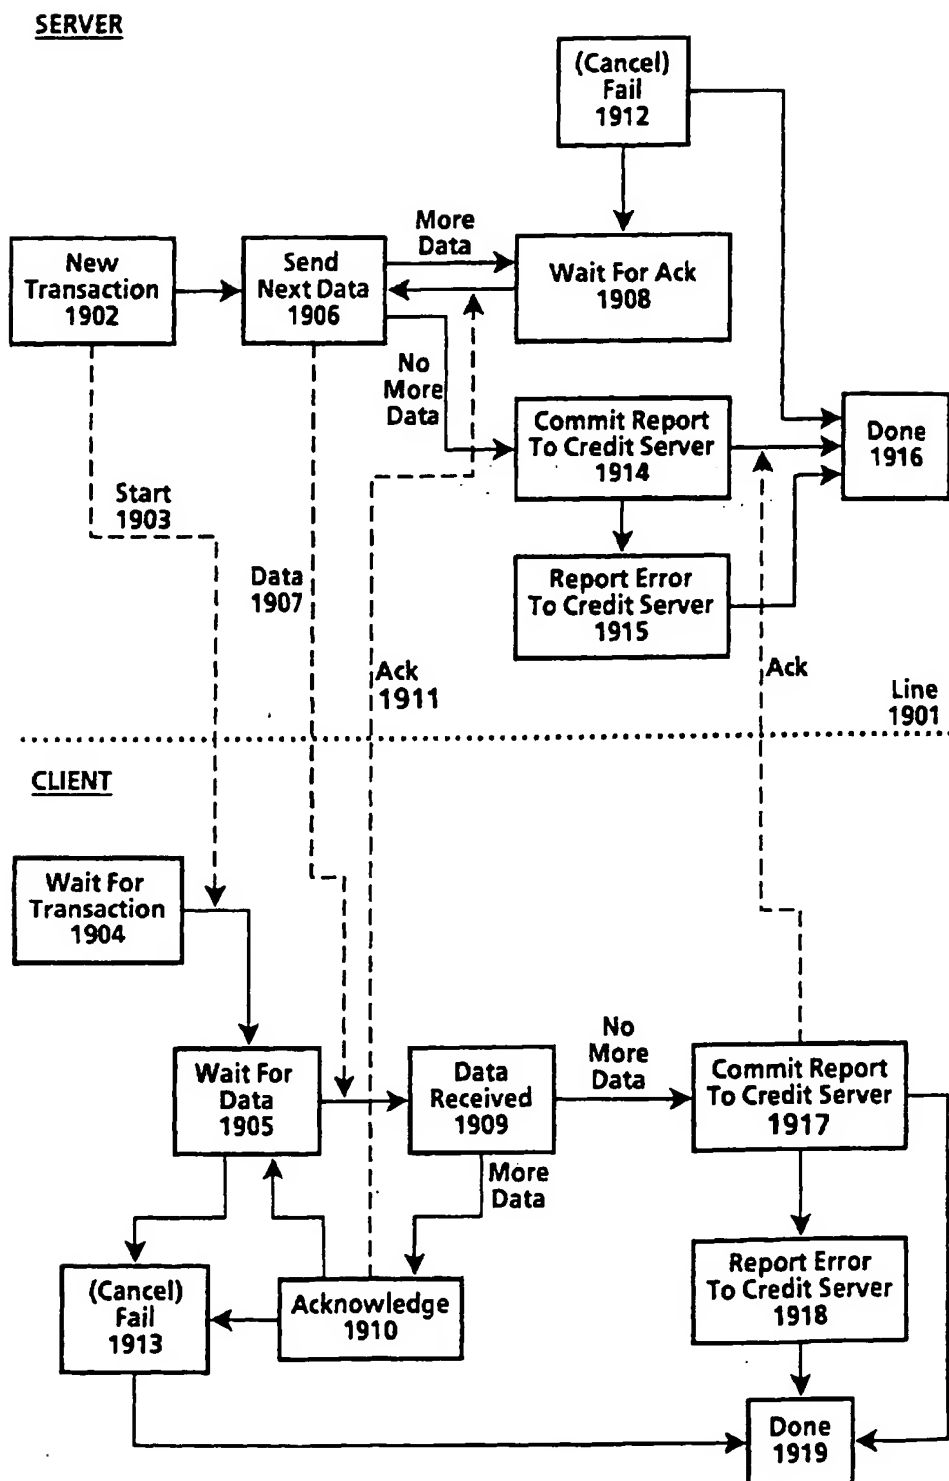 SERVER
(Cancel)
Fail
1912
More
Data
New
Transaction
1902
Send
Next Data
1906
Wait For Ack
1908
No
More
Data
Commit Report
To Credit Server
1914
Done
1916
Start
1903
Data
1907
Report Error
To Credit Server
1915
Ack
1911
Ack
Line
1901
CLIENT
Wait For
Transaction
1904
Wait For
Data
1905
Data
Received
1909
No
More
Data
Commit Report
To Credit Server
1917
More
Data
(Cancel)
Fail
1913
Acknowledge
1910
Report Error
To Credit Server
1918
Done
1919